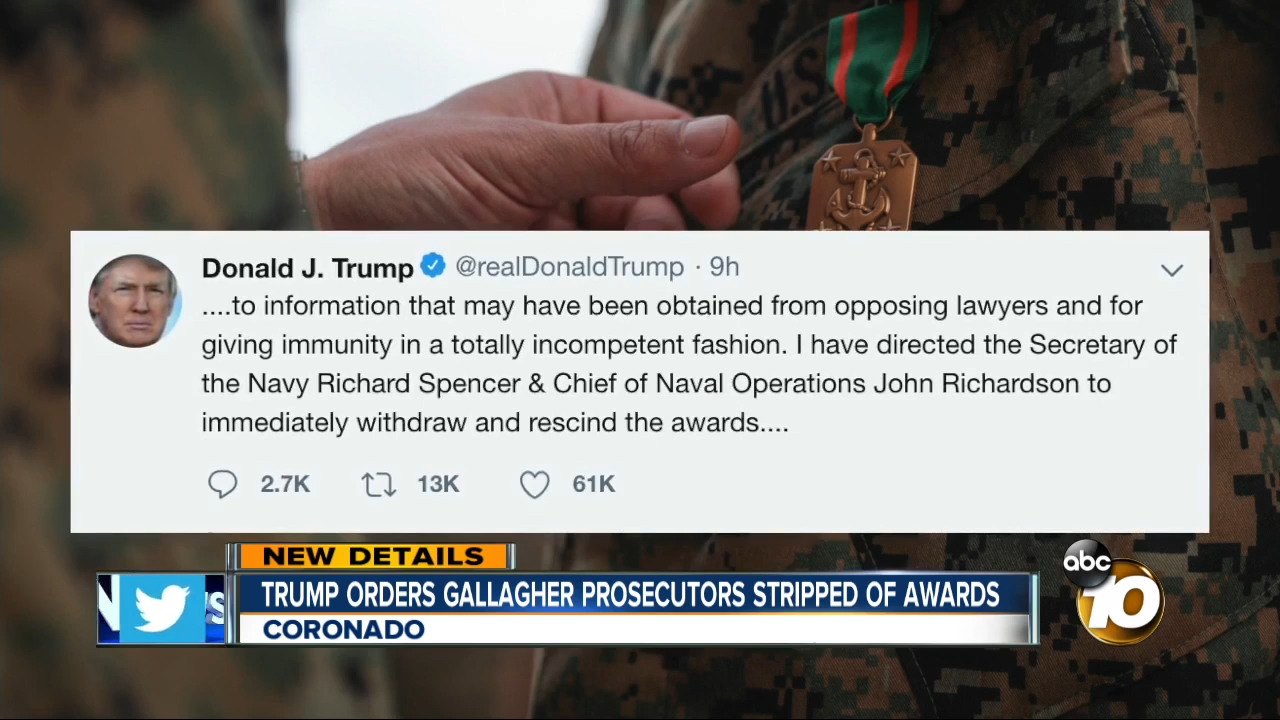 U.S.
Donald J. Trump @realDonaldTrump · 9h
....to information that may have been obtained from opposing lawyers and for
giving immunity in a totally incompetent fashion. I have directed the Secretary of
the Navy Richard Spencer & Chief of Naval Operations John Richardson to
immediately withdraw and rescind the awards....
2.7K 13K 61K
NEW DETAILS
TRUMP ORDERS GALLAGHER PROSECUTORS STRIPPED OF AWARDS
CORONADO
abc
10